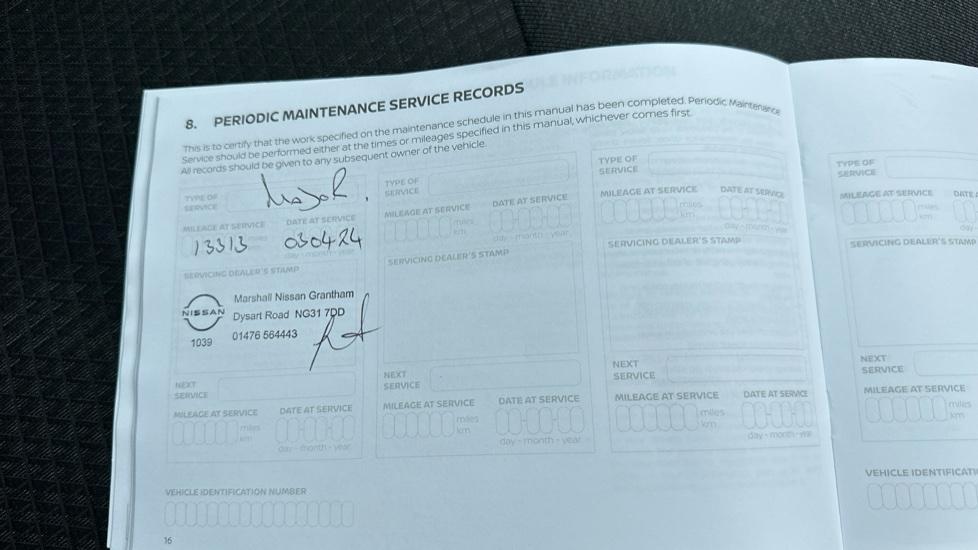 8. PERIODIC MAINTENANCE SERVICE RECORDS
This is to certify that the work specified on the maintenance schedule in this manual has been completed. Periodic Maintenance
Service should be performed either at the times or mileages specified in this manual, whichever comes first.
All records should be given to any subsequent owner of the vehicle.
TYPE OF
SERVICE
Major.
MILEAGE AT SERVICE DATE AT SERVICE
13313 miles 030424
day - month - year
SERVICING DEALER'S STAMP
NISSAN
1039
Marshall Nissan Grantham
Dysart Road NG31 7DD
01476 564443
NEXT
SERVICE
MILEAGE AT SERVICE DATE AT SERVICE
miles
km
day - month - year
TYPE OF
SERVICE
MILEAGE AT SERVICE DATE AT SERVICE
miles
km
day - month - year
SERVICING DEALER'S STAMP
NEXT
SERVICE
MILEAGE AT SERVICE DATE AT SERVICE
miles
km
day - month - year
TYPE OF
SERVICE
MILEAGE AT SERVICE DATE AT SERVICE
miles
km
day - month - year
SERVICING DEALER'S STAMP
NEXT
SERVICE
MILEAGE AT SERVICE DATE AT SERVICE
miles
km
day - month - year
VEHICLE IDENTIFICATION NUMBER
16
TYPE OF
SERVICE
MILEAGE AT SERVICE DATE
miles
km
day -
SERVICING DEALER'S STAMP
NEXT
SERVICE
MILEAGE AT SERVICE
miles
km
VEHICLE IDENTIFICATI